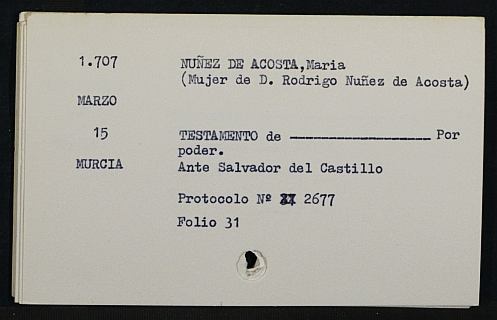 1.707 NUÑEZ DE ACOSTA,Maria
(Mujer de D. Rodrigo Nuñez de Acosta)
MARZO
15 TESTAMENTO de ------------------ Por
poder.
MURCIA Ante Salvador del Castillo
Protocolo Nº 2677
Folio 31